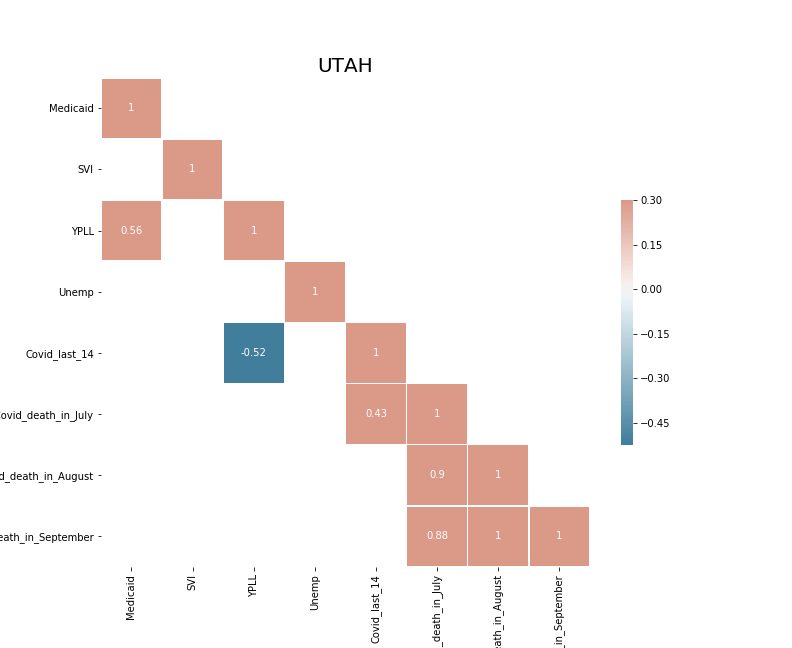 UTAH
Medicaid
1
SVI
1
YPLL
0.56
1
Unemp
1
Covid_last_14
-0.52
1
ovid_death_in_July
0.43
1
d_death_in_August
0.9
1
eath_in_September
0.88
1
1
0.30
0.15
0.00
−0.15
−0.30
−0.45
Medicaid
SVI
YPLL
Unemp
Covid_last_14
_death_in_July
ath_in_August
_in_September